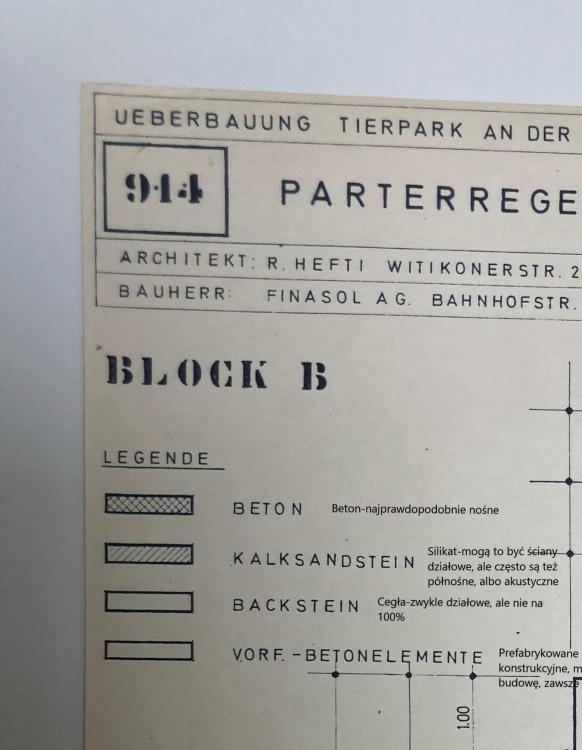 UEBERBAUUNG TIERPARK AN DER
914
PARTERREGE
ARCHITEKT: R. HEFTI WITIKONERSTR. 2
BAUHERR: FINASOL AG. BAHNHOFSTR.
BLOCK B
LEGENDE
BETON
Beton-najprawdopodobnie nośne
KALKSANDSTEIN
Silikat-mogą to być ściany
działowe, ale często są też
półnośne, albo akustyczne
BACKSTEIN
Cegła-zwykle działowe, ale nie na
100%
VORF.-BETONELEMENTE
Prefabrykowane
konstrukcyjne, m
budowę, zawsze
1.00